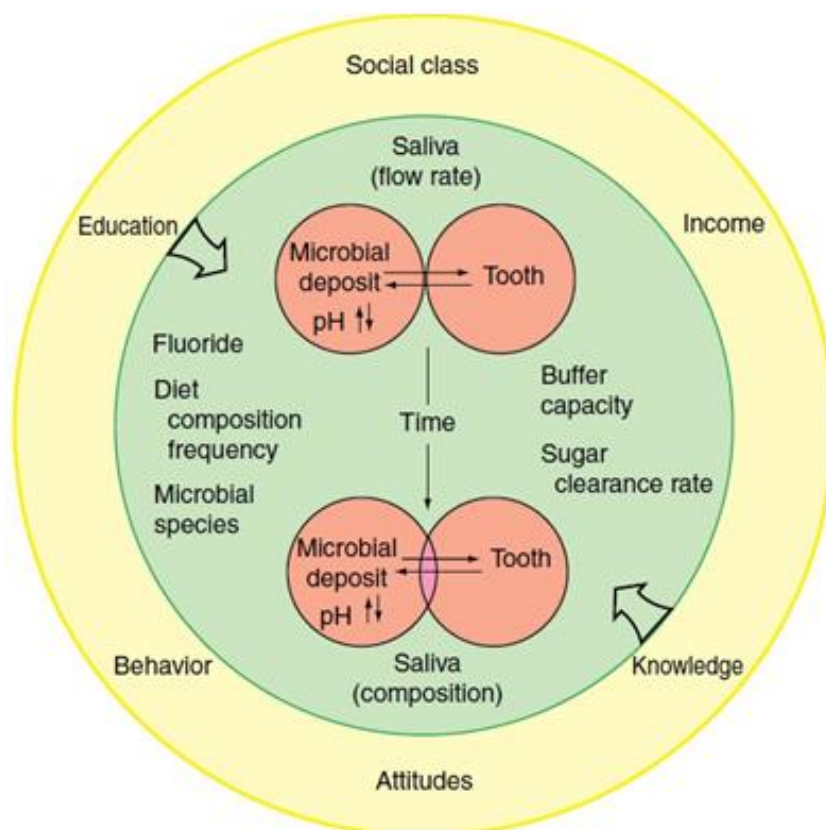 Social class
Saliva
(flow rate)
Education
Income
Microbial
deposit
pH
Tooth
Fluoride
Diet
composition
frequency
Microbial
species
Time
Buffer
capacity
Sugar
clearance rate
Microbial
deposit
pH
Tooth
Behavior
Saliva
(composition)
Knowledge
Attitudes